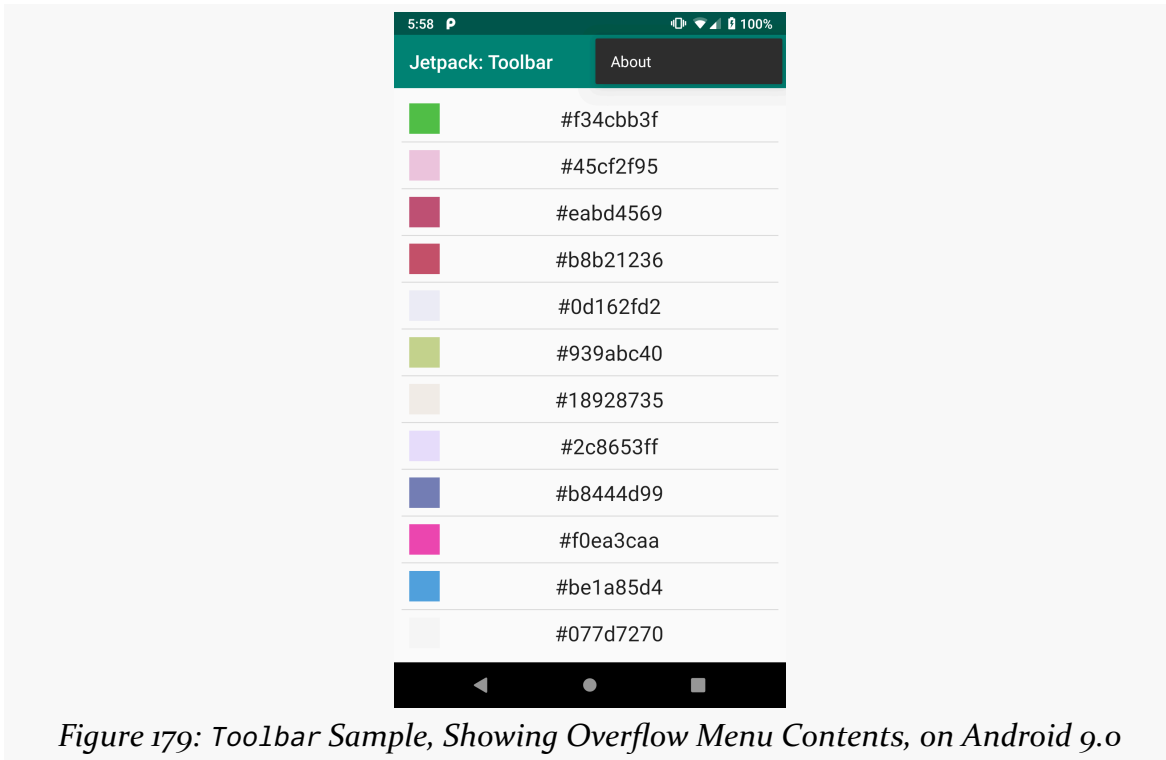 5:58 100%
Jetpack: Toolbar About
#f34cbb3f
#45cf2f95
#eabd4569
#b8b21236
#0d162fd2
#939abc40
#18928735
#2c8653ff
#b8444d99
#f0ea3caa
#be1a85d4
#077d7270
Figure 179: Toolbar Sample, Showing Overflow Menu Contents, on Android 9.0